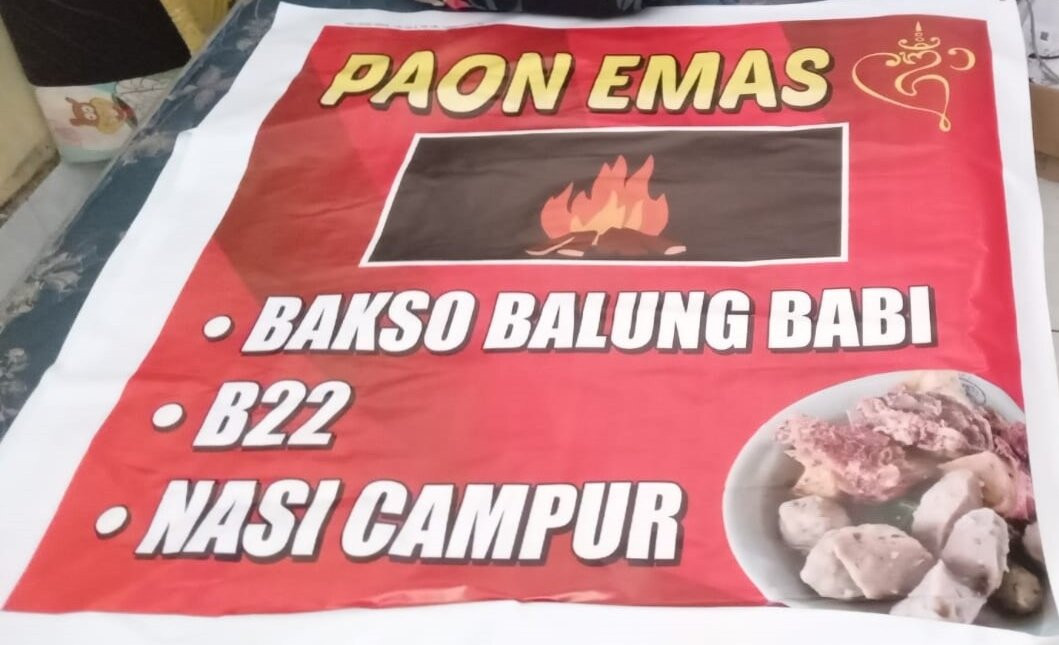 PAON EMAS
• BAKSO BALUNG BABI
• B22
• NASI CAMPUR